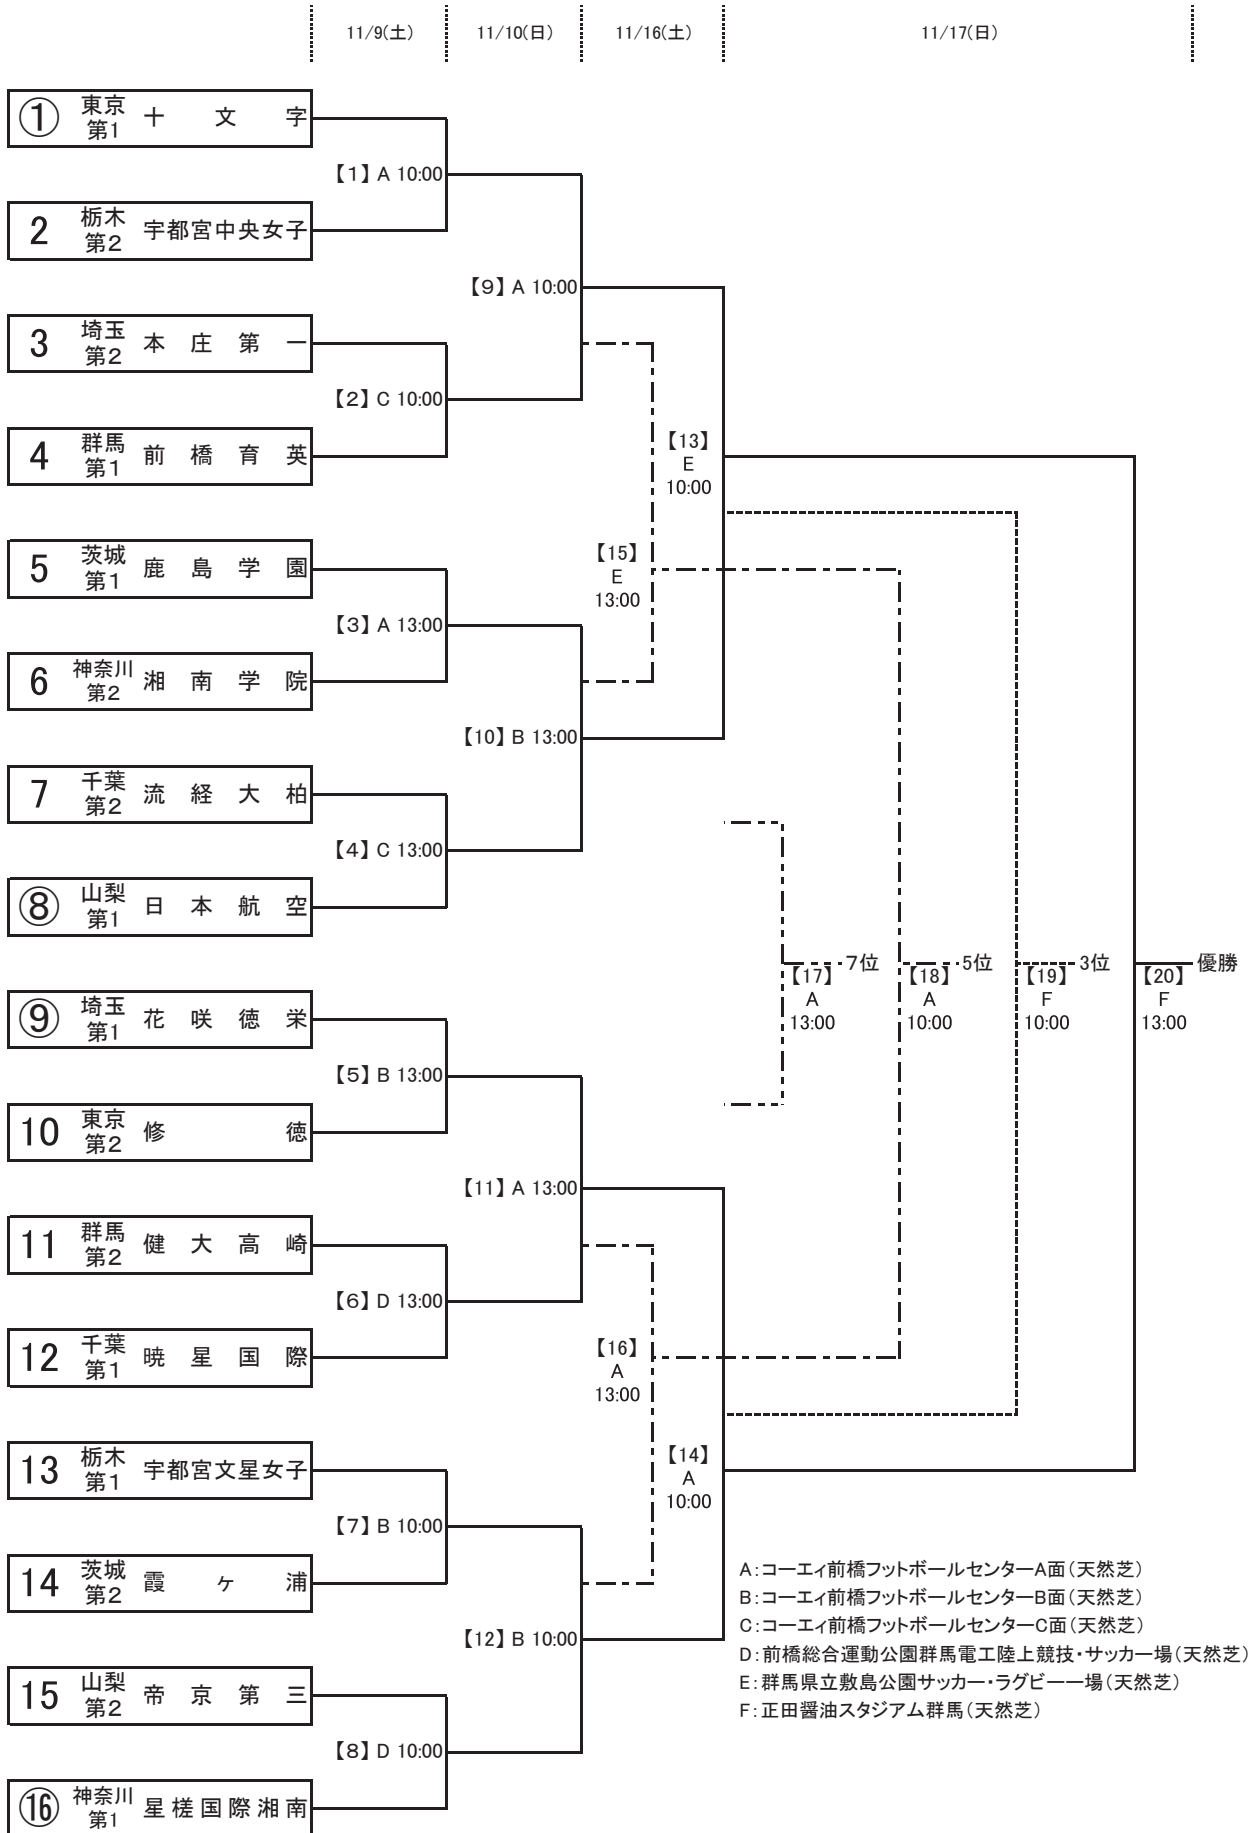 11/9(土) 11/10(日) 11/16(土) 11/17(日)
① 東京第1 十文字
【1】 A 10:00
2 栃木第2 宇都宮中央女子
【9】 A 10:00
3 埼玉第2 本庄第一
【2】 C 10:00
4 群馬第1 前橋育英
【13】
E
10:00
5 茨城第1 鹿島学園
【15】
E
13:00
【3】 A 13:00
6 神奈川第2 湘南学院
【10】 B 13:00
7 千葉第2 流経大柏
【4】 C 13:00
⑧ 山梨第1 日本航空
7位
【17】
A
13:00
5位
【18】
A
10:00
3位
【19】
F
10:00
優勝
【20】
F
13:00
⑨ 埼玉第1 花咲徳栄
【5】 B 13:00
10 東京第2 修徳
【11】 A 13:00
11 群馬第2 健大高崎
【6】 D 13:00
12 千葉第1 暁星国際
【16】
A
13:00
13 栃木第1 宇都宮文星女子
【14】
A
10:00
【7】 B 10:00
14 茨城第2 霞ヶ浦
【12】 B 10:00
15 山梨第2 帝京第三
【8】 D 10:00
⑯ 神奈川第1 星槎国際湘南
A:コーエィ前橋フットボールセンターA面(天然芝)
B:コーエィ前橋フットボールセンターB面(天然芝)
C:コーエィ前橋フットボールセンターC面(天然芝)
D:前橋総合運動公園群馬電工陸上競技・サッカー場(天然芝)
E:群馬県立敷島公園サッカー・ラグビーー場(天然芝)
F:正田醤油スタジアム群馬(天然芝)